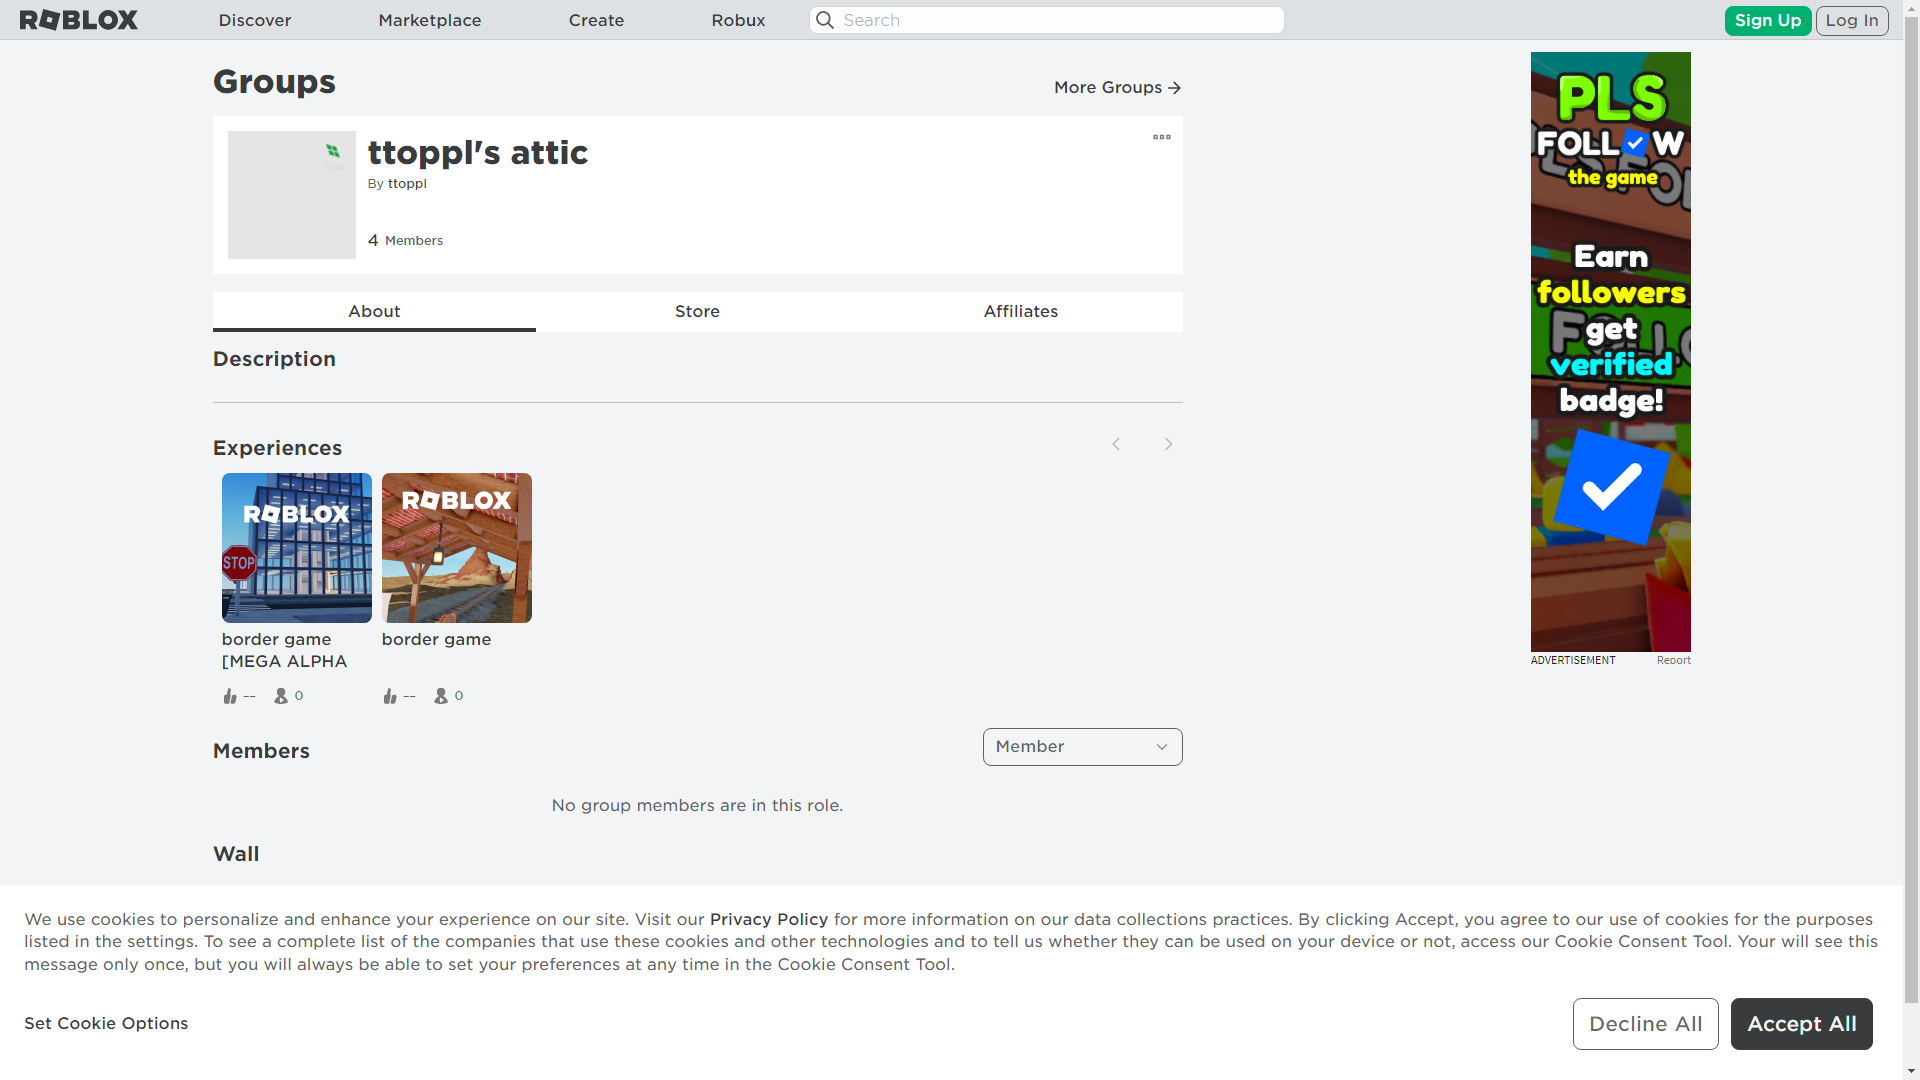 ROBLOX
Discover
Marketplace
Create
Robux
Search
Sign Up
Log In
Groups
More Groups
ttoppl's attic
By ttoppl
4 Members
About
Store
Affiliates
Description
Experiences
ROBLOX
STOP
ROBLOX
border game
[MEGA ALPHA
border game
--
0
--
0
Members
Member
No group members are in this role.
Wall
PLS
FOLLOW
the game
Earn
followers
get
verified
badge!
ADVERTISEMENT
Report
We use cookies to personalize and enhance your experience on our site. Visit our Privacy Policy for more information on our data collections practices. By clicking Accept, you agree to our use of cookies for the purposes
listed in the settings. To see a complete list of the companies that use these cookies and other technologies and to tell us whether they can be used on your device or not, access our Cookie Consent Tool. Your will see this
message only once, but you will always be able to set your preferences at any time in the Cookie Consent Tool.
Set Cookie Options
Decline All
Accept All